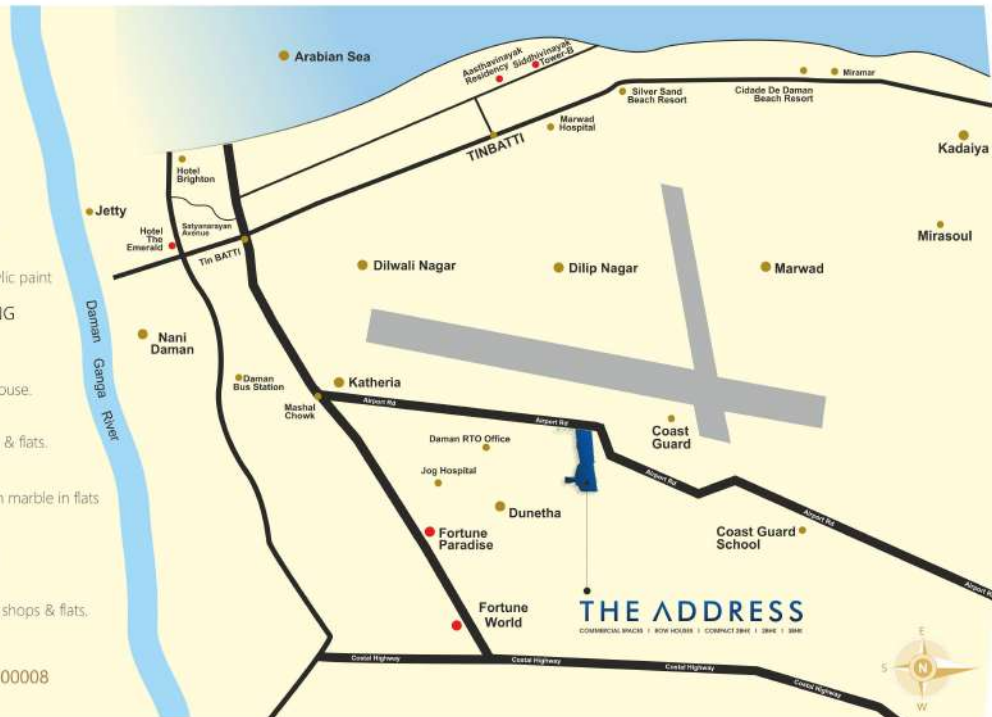 Arabian Sea
Aasthavinayak
Residency
Siddhivinayak
Tower-B
Silver Sand
Beach Resort
Cidade De Daman
Beach Resort
Miramar
Marwad
Hospital
TINBATTI
Kadaiya
Hotel
Brighton
Jetty
Satyanarayan
Avenue
Hotel
The
Emerald
Tin BATTI
Mirasoul
Dilwali Nagar
Dilip Nagar
Marwad
lic paint
NG
Daman Ganga River
Nani
Daman
Daman
Bus Station
Katheria
ouse.
Mashal
Chowk
Airport Rd
Airport Rd
Coast
Guard
Daman RTO Office
& flats.
Jog Hospital
Airport Rd
n marble in flats
Dunetha
Airport Rd
Fortune
Paradise
Coast Guard
School
Airport Rd
shops & flats.
Fortune
World
THE ADDRESS
COMMERCIAL SPACES | ROW HOUSES | COMPACT 2BHK | 2BHK | 3BHK
Costal Highway
Costal Highway
Costal Highway
Costal Highway
00008
E
S
N
W